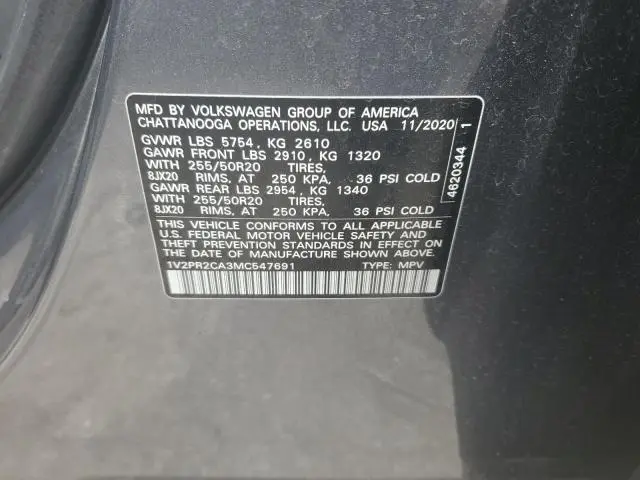 MFD BY VOLKSWAGEN GROUP OF AMERICA
CHATTANOOGA OPERATIONS, LLC. USA 11/2020
GVWR LBS 5754 , KG 2610
GAWR FRONT LBS 2910 , KG 1320
WITH 255/50R20 TIRES,
8JX20 RIMS, AT 250 KPA, 36 PSI COLD
GAWR REAR LBS 2954 , KG 1340
WITH 255/50R20 TIRES,
8JX20 RIMS, AT 250 KPA, 36 PSI COLD
THIS VEHICLE CONFORMS TO ALL APPLICABLE
U.S. FEDERAL MOTOR VEHICLE SAFETY AND
THEFT PREVENTION STANDARDS IN EFFECT ON
THE DATE OF MANUFACTURE SHOWN ABOVE.
1V2PR2CA3MC547691 TYPE: MPV
4620344 1